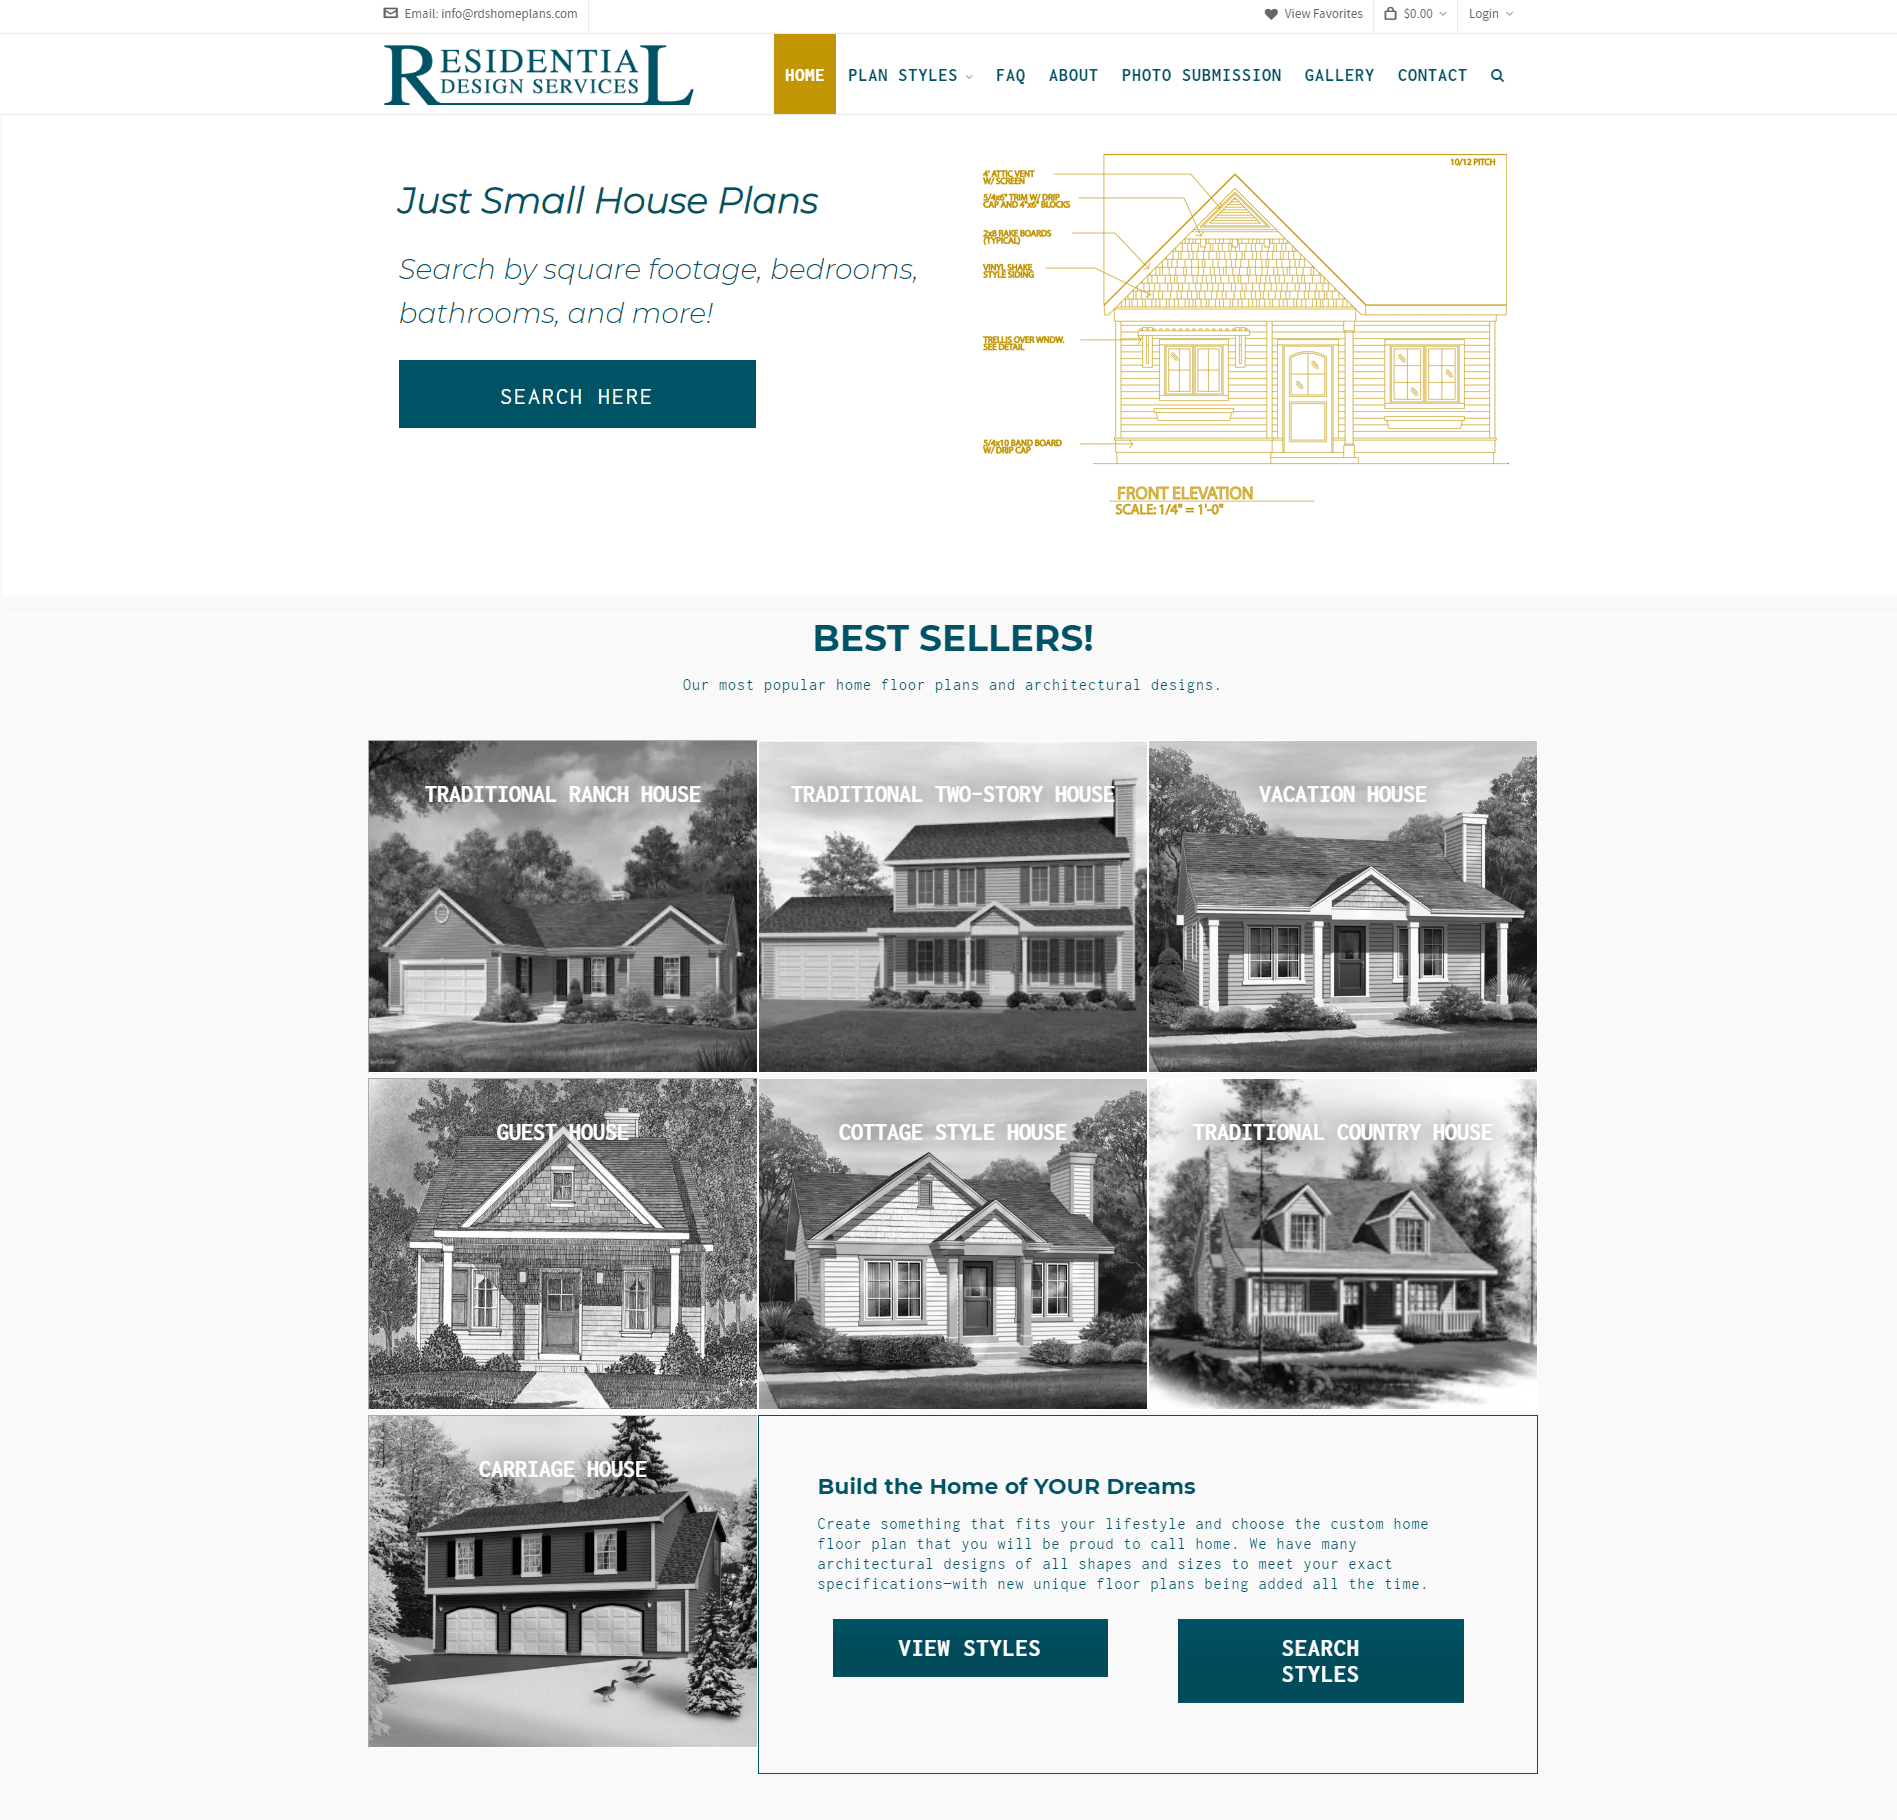 Email: info@rdshomeplans.com
View Favorites
$0.00
Login
RESIDENTIAL
DESIGN SERVICES
HOME
PLAN STYLES
FAQ
ABOUT
PHOTO SUBMISSION
GALLERY
CONTACT
Just Small House Plans
Search by square footage, bedrooms,
bathrooms, and more!
SEARCH HERE
10/12 PITCH
4' ATTIC VENT
W/ SCREEN
5/4x6" TRIM W/ DRIP
CAP AND 4"x6" BLOCKS
2x8 RAKE BOARDS
(TYPICAL)
VINYL SHAKE
STYLE SIDING
TRELLIS OVER WNDW.
SEE DETAIL
5/4x10 BAND BOARD
W/ DRIP CAP
FRONT ELEVATION
SCALE: 1/4" = 1'-0"
BEST SELLERS!
Our most popular home floor plans and architectural designs.
TRADITIONAL RANCH HOUSE
TRADITIONAL TWO-STORY HOUSE
VACATION HOUSE
GUEST HOUSE
COTTAGE STYLE HOUSE
TRADITIONAL COUNTRY HOUSE
CARRIAGE HOUSE
Build the Home of YOUR Dreams
Create something that fits your lifestyle and choose the custom home
floor plan that you will be proud to call home. We have many
architectural designs of all shapes and sizes to meet your exact
specifications—with new unique floor plans being added all the time.
VIEW STYLES
SEARCH
STYLES